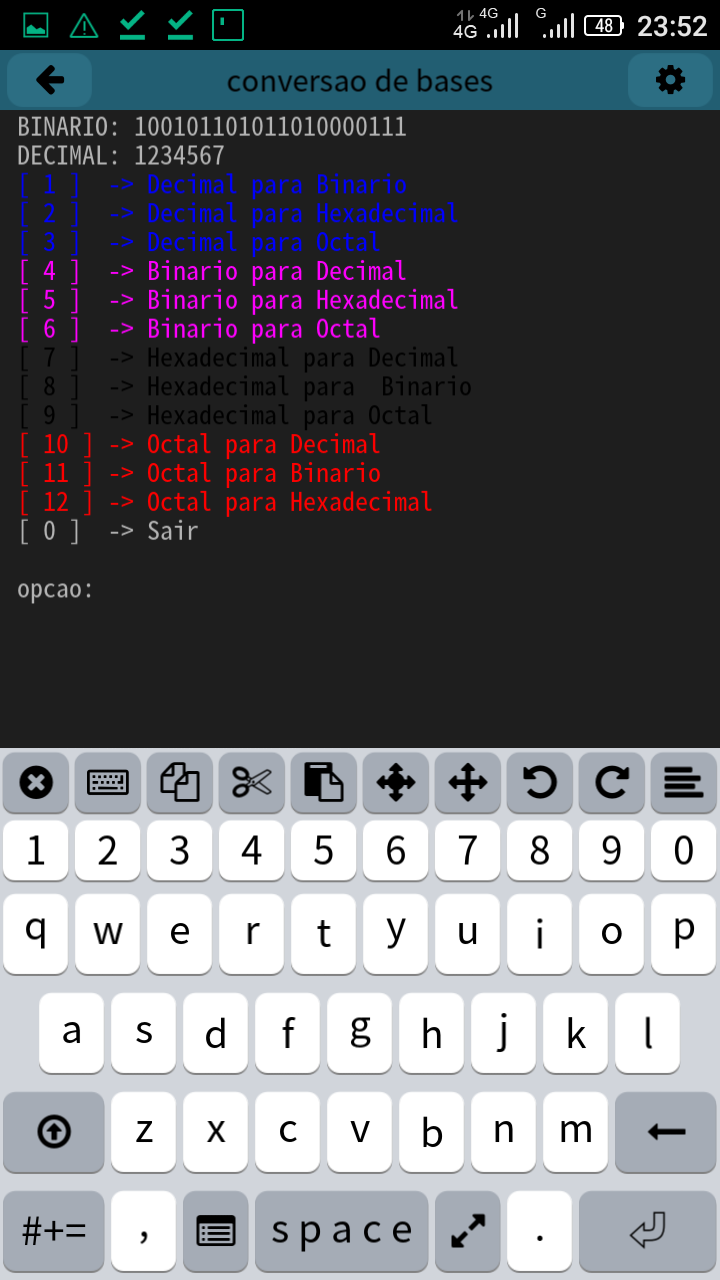 4G 4G G 48 23:52
conversao de bases
BINARIO: 100101101011010000111
DECIMAL: 1234567
[ 1 ] -> Decimal para Binario
[ 2 ] -> Decimal para Hexadecimal
[ 3 ] -> Decimal para Octal
[ 4 ] -> Binario para Decimal
[ 5 ] -> Binario para Hexadecimal
[ 6 ] -> Binario para Octal
[ 7 ] -> Hexadecimal para Decimal
[ 8 ] -> Hexadecimal para  Binario
[ 9 ] -> Hexadecimal para Octal
[ 10 ] -> Octal para Decimal
[ 11 ] -> Octal para Binario
[ 12 ] -> Octal para Hexadecimal
[ 0 ] -> Sair
opcao:
1 2 3 4 5 6 7 8 9 0
q w e r t y u i o p
a s d f g h j k l
z x c v b n m
#+= , space .